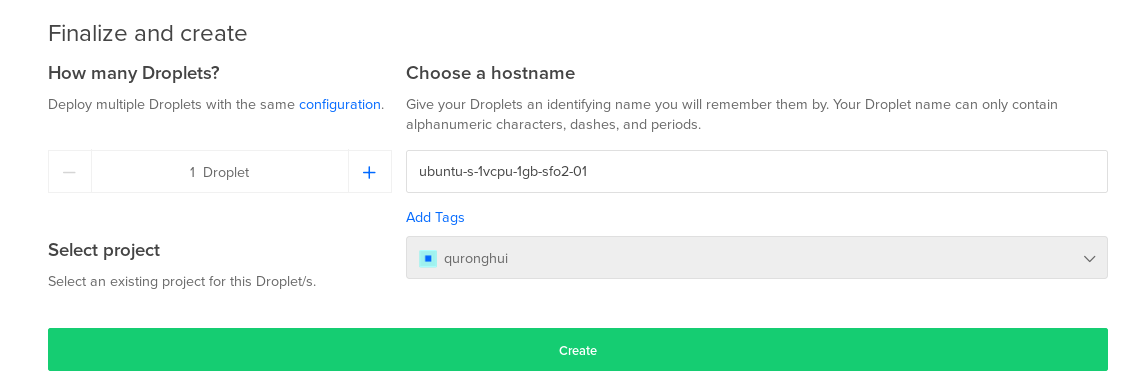 Finalize and create
How many Droplets?
Deploy multiple Droplets with the same configuration.
1 Droplet
Choose a hostname
Give your Droplets an identifying name you will remember them by. Your Droplet name can only contain
alphanumeric characters, dashes, and periods.
ubuntu-s-1vcpu-1gb-sfo2-01
Add Tags
Select project
Select an existing project for this Droplet/s.
quronghui
Create